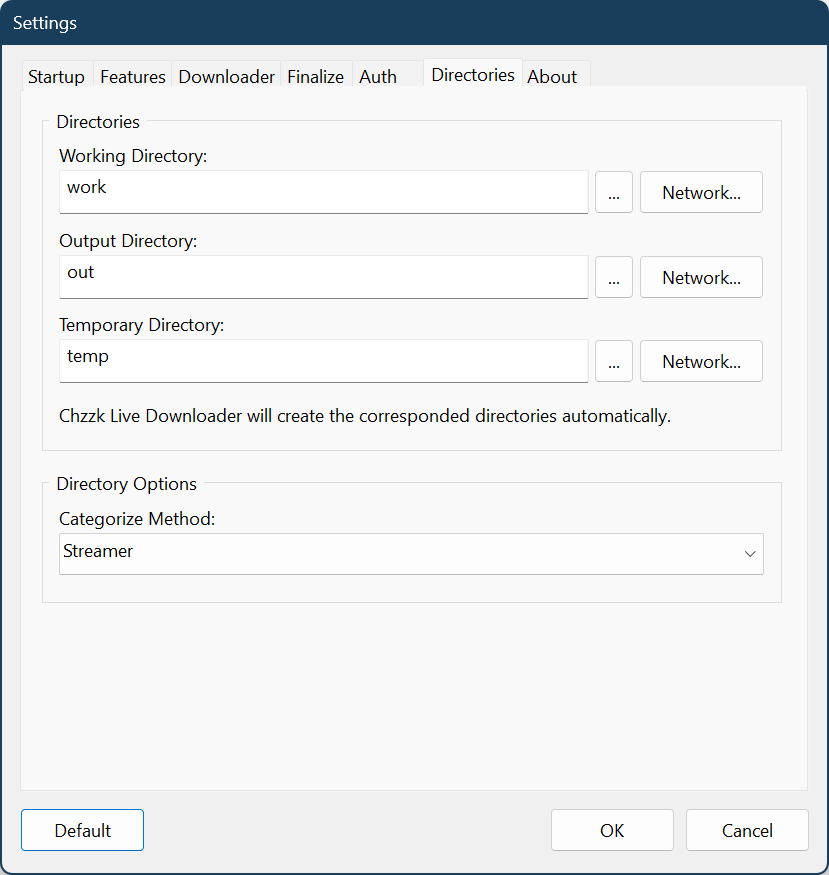 Settings
Startup Features Downloader Finalize Auth Directories About
Directories
Working Directory:
work ... Network...
Output Directory:
out ... Network...
Temporary Directory:
temp ... Network...
Chzzk Live Downloader will create the corresponded directories automatically.
Directory Options
Categorize Method:
Streamer
Default OK Cancel